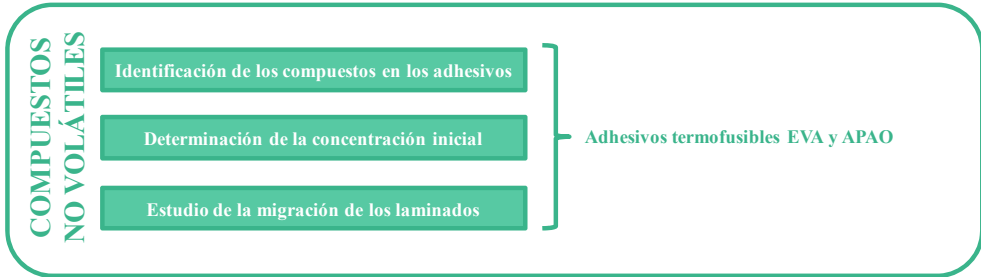 COMPUESTOS
NO VOLÁTILES
Identificación de los compuestos en los adhesivos
Determinación de la concentración inicial
Estudio de la migración de los laminados
Adhesivos termofusibles EVA y APAO